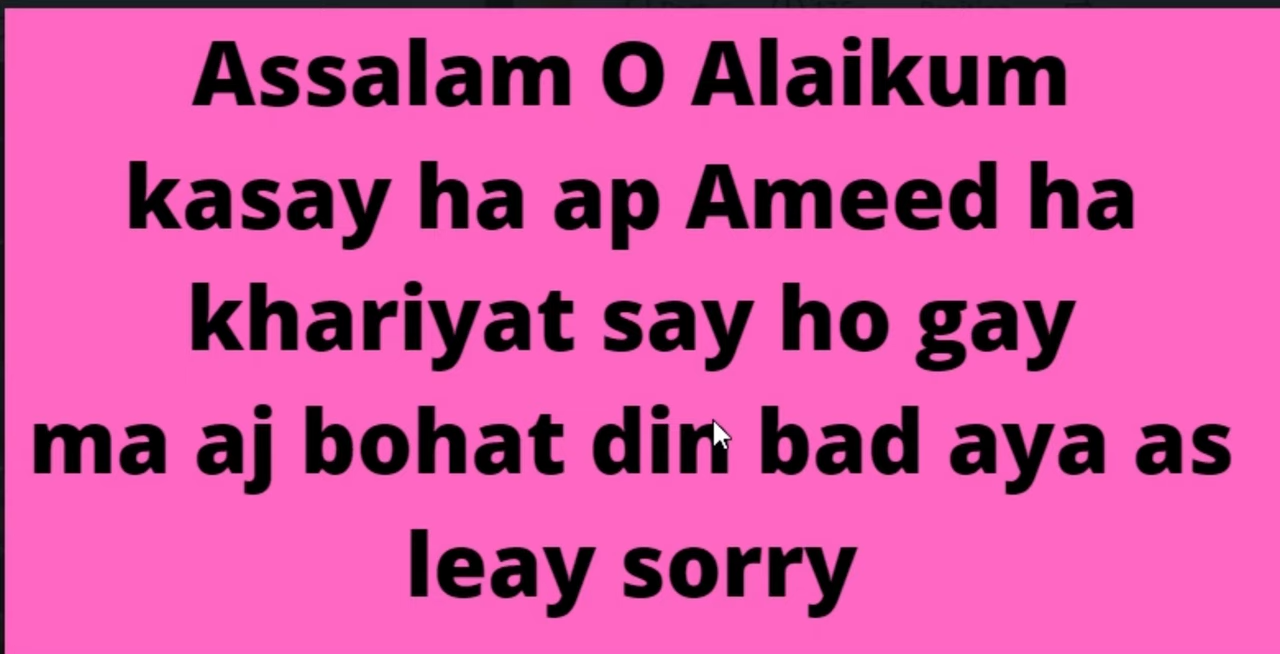 Assalam O Alaikum
kasay ha ap Ameed ha
khariyat say ho gay
ma aj bohat din bad aya as
leay sorry